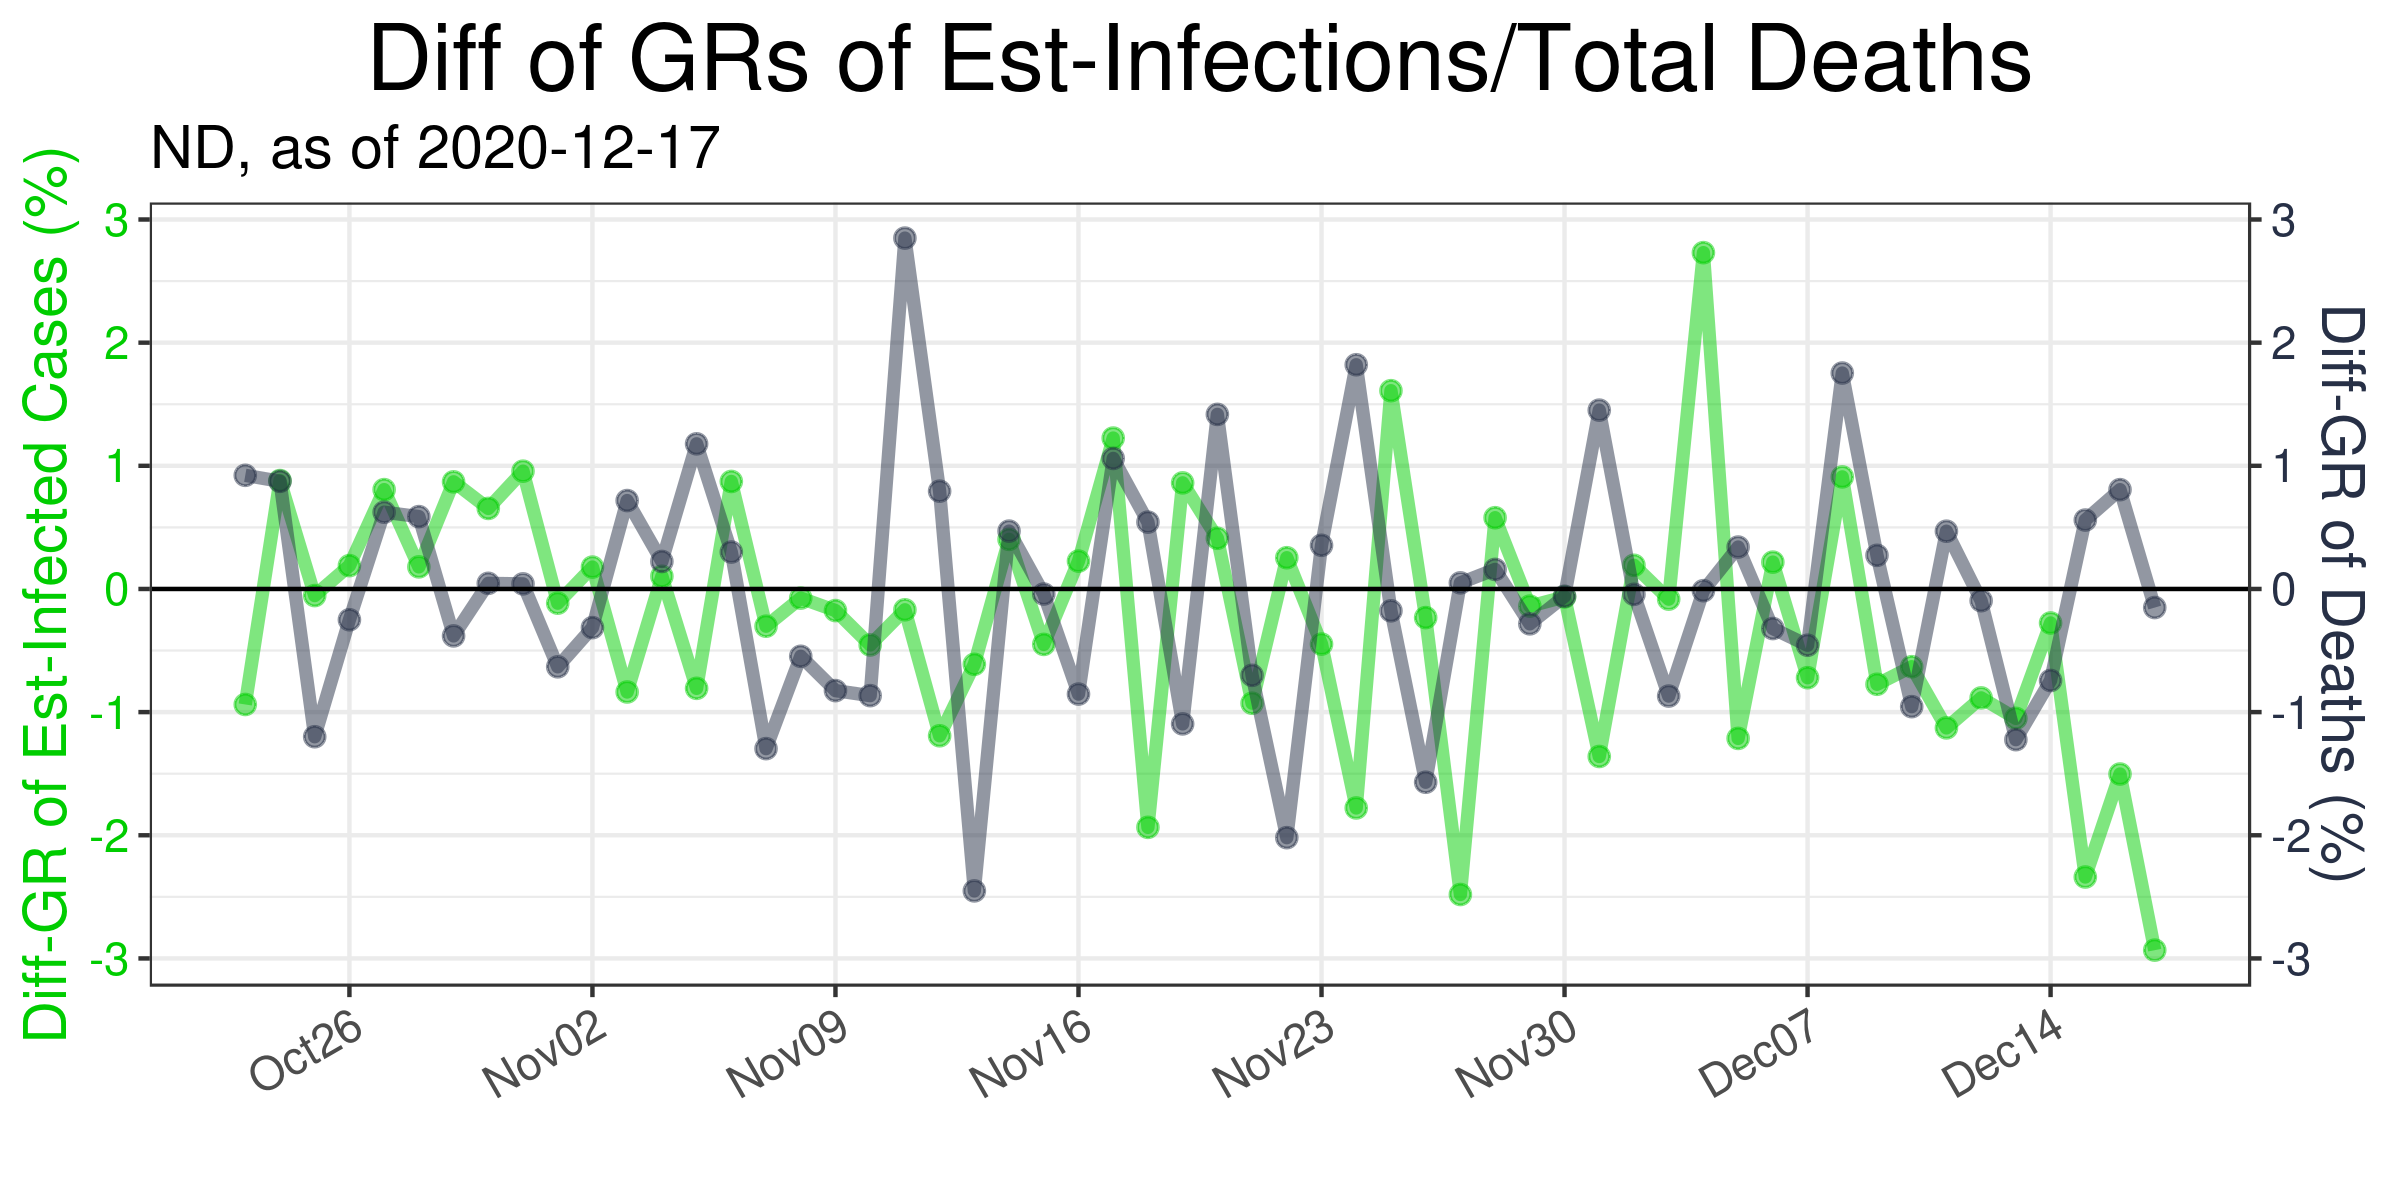 Diff of GRs of Est-Infections/Total Deaths
ND, as of 2020-12-17
Diff-GR of Est-Infected Cases (%)
3
2
1
0
-1
-2
-3
3
2
1
0
-1
-2
-3
Diff-GR of Deaths (%)
Oct26
Nov02
Nov09
Nov16
Nov23
Nov30
Dec07
Dec14